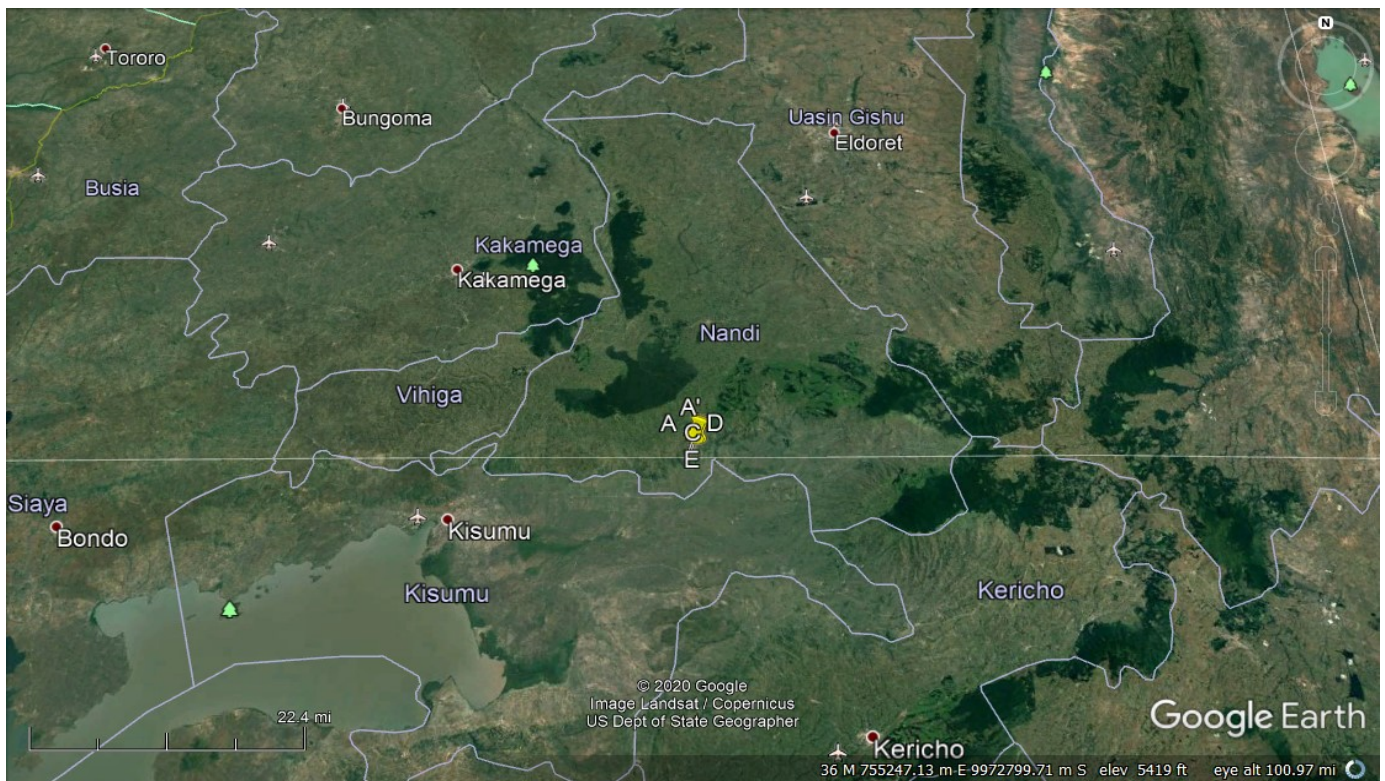 N
Tororo
Bungoma
Uasin Gishu
Eldoret
Busia
Kakamega
Kakamega
Nandi
Vihiga
A'
A
D
C
E
Siaya
Bondo
Kisumu
Kisumu
Kericho
© 2020 Google
Image Landsat / Copernicus
US Dept of State Geographer
22.4 mi
Google Earth
Kericho
36 M 755247.13 m E 9972799.71 m S elev 5419 ft eye alt 100.97 mi